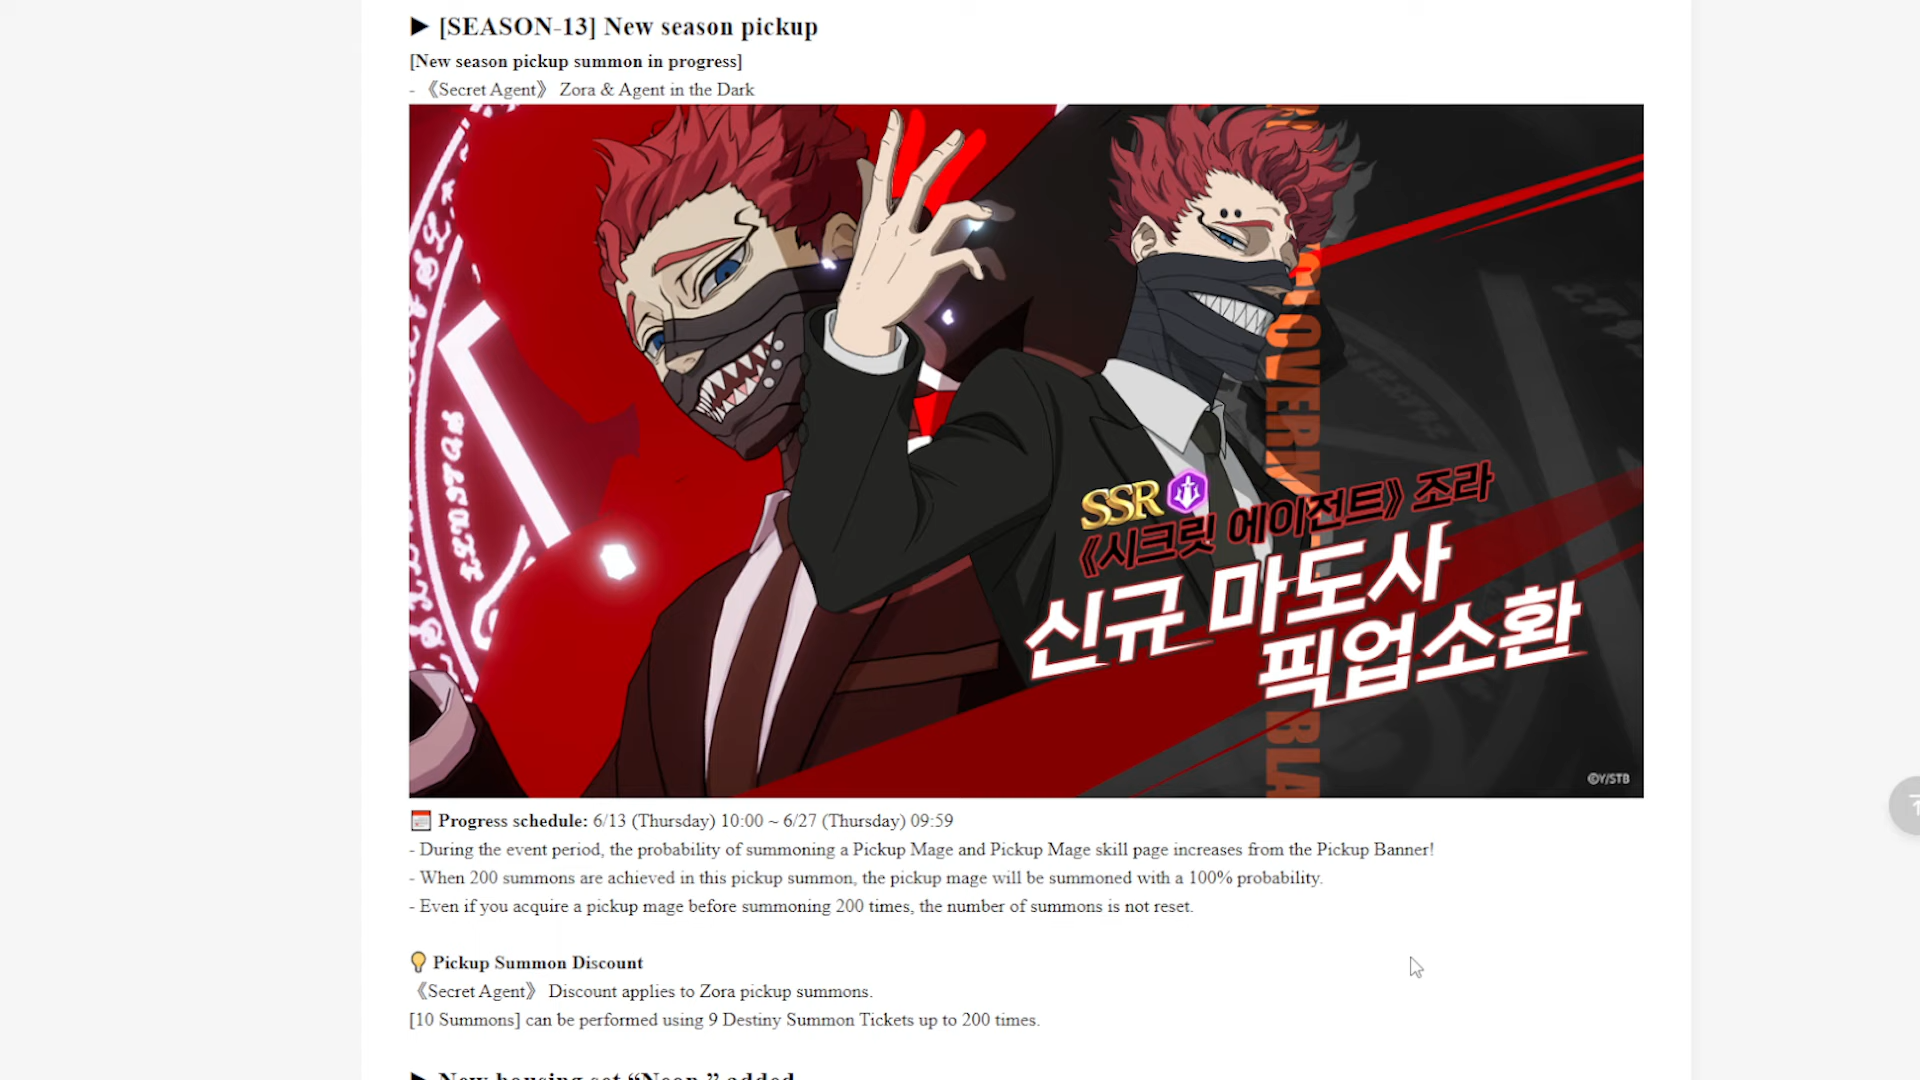 ▶ [SEASON-13] New season pickup
[New season pickup summon in progress]
- 《Secret Agent》 Zora & Agent in the Dark
SSR
《시크릿 에이전트》 조라
신규 마도사
픽업소환
©Y/STB
Progress schedule: 6/13 (Thursday) 10:00 ~ 6/27 (Thursday) 09:59
- During the event period, the probability of summoning a Pickup Mage and Pickup Mage skill page increases from the Pickup Banner!
- When 200 summons are achieved in this pickup summon, the pickup mage will be summoned with a 100% probability.
- Even if you acquire a pickup mage before summoning 200 times, the number of summons is not reset.
Pickup Summon Discount
《Secret Agent》 Discount applies to Zora pickup summons.
[10 Summons] can be performed using 9 Destiny Summon Tickets up to 200 times.
▶ New housing set “Neon” added